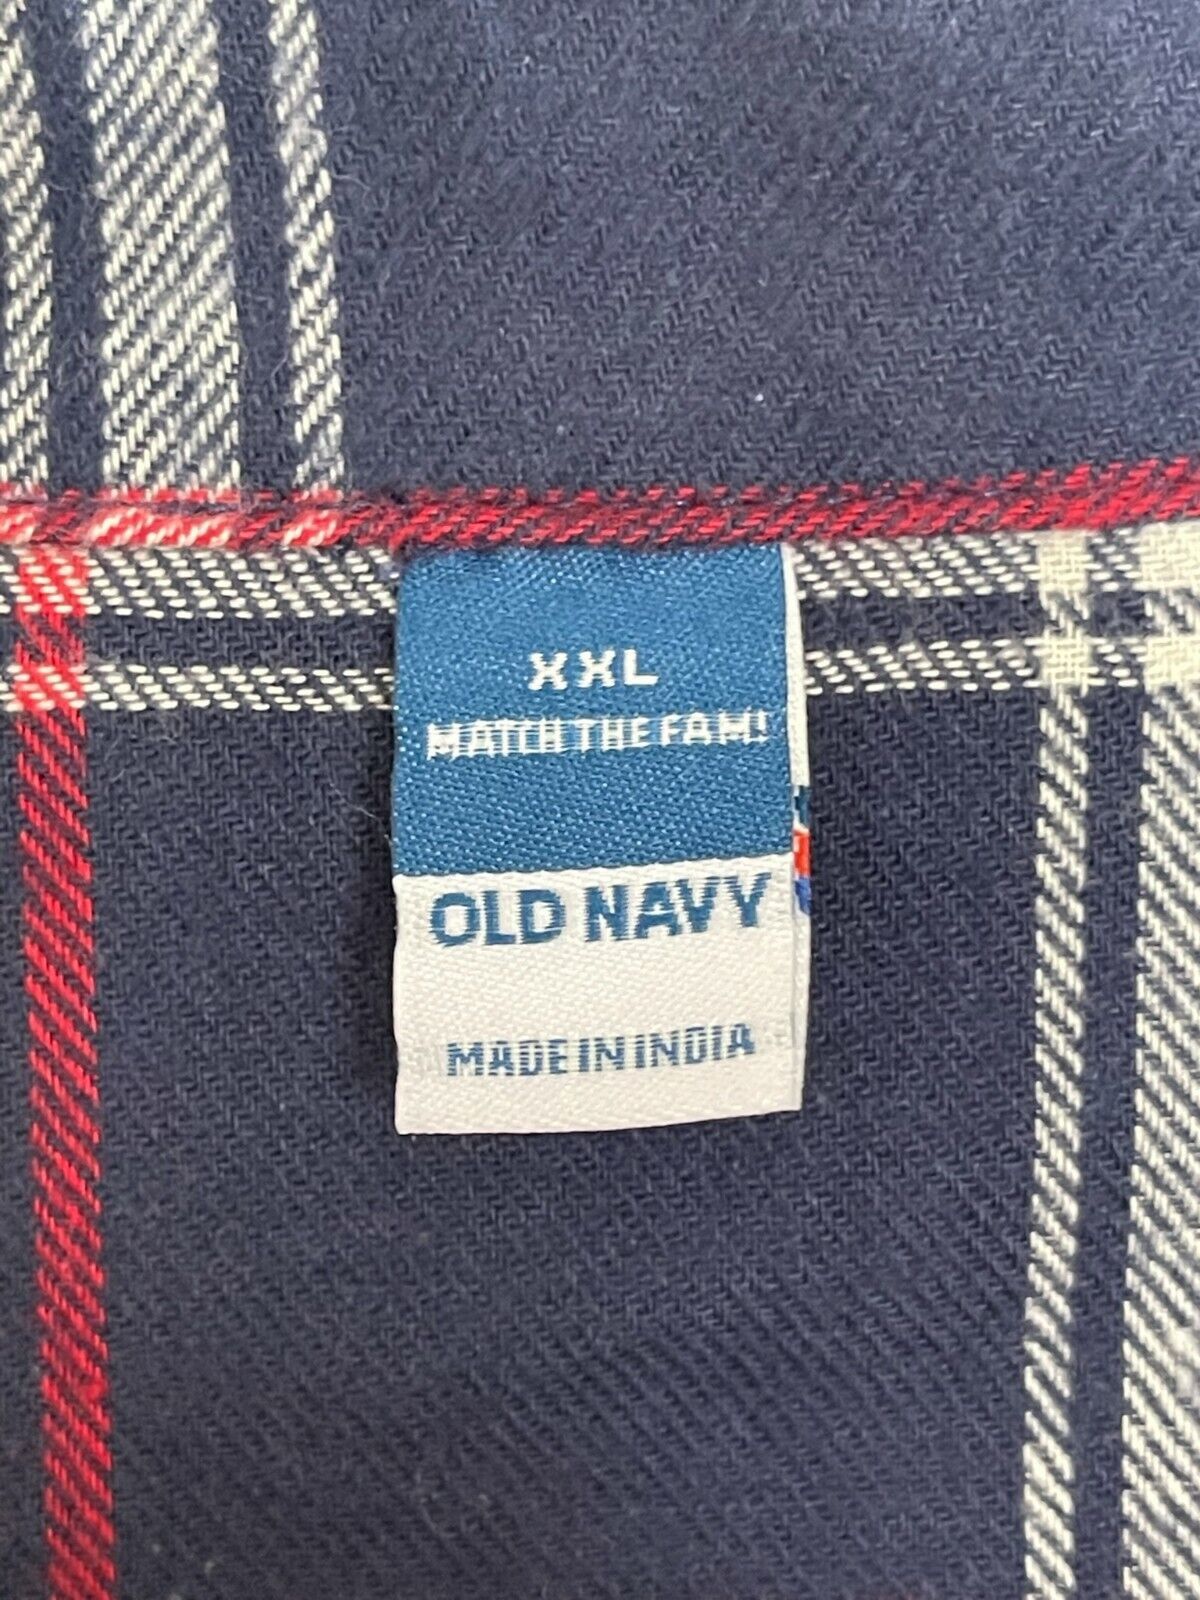 XXL
MATCH THE FAM!
OLD NAVY
MADE IN INDIA